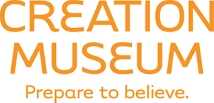 CREATION
MUSEUM
Prepare to believe.